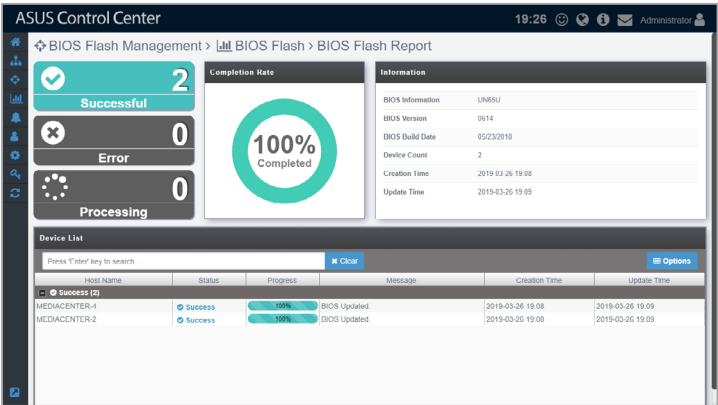 ASUS Control Center
19:26
Administrator
BIOS Flash Management > BIOS Flash > BIOS Flash Report
2
Successful
0
Error
0
Processing
Completion Rate
100%
Completed
Information
BIOS Information UN65U
BIOS Version 0614
BIOS Build Date 05/23/2018
Device Count 2
Creation Time 2019-03-26 19:08
Update Time 2019-03-26 19:09
Device List
Press 'Enter' key to search
Clear
Options
Host Name Status Progress Message Creation Time Update Time
Success (2)
MEDIACENTER-4 Success 100% BIOS Updated. 2019-03-26 19:08 2019-03-26 19:09
MEDIACENTER-2 Success 100% BIOS Updated. 2019-03-26 19:08 2019-03-26 19:09